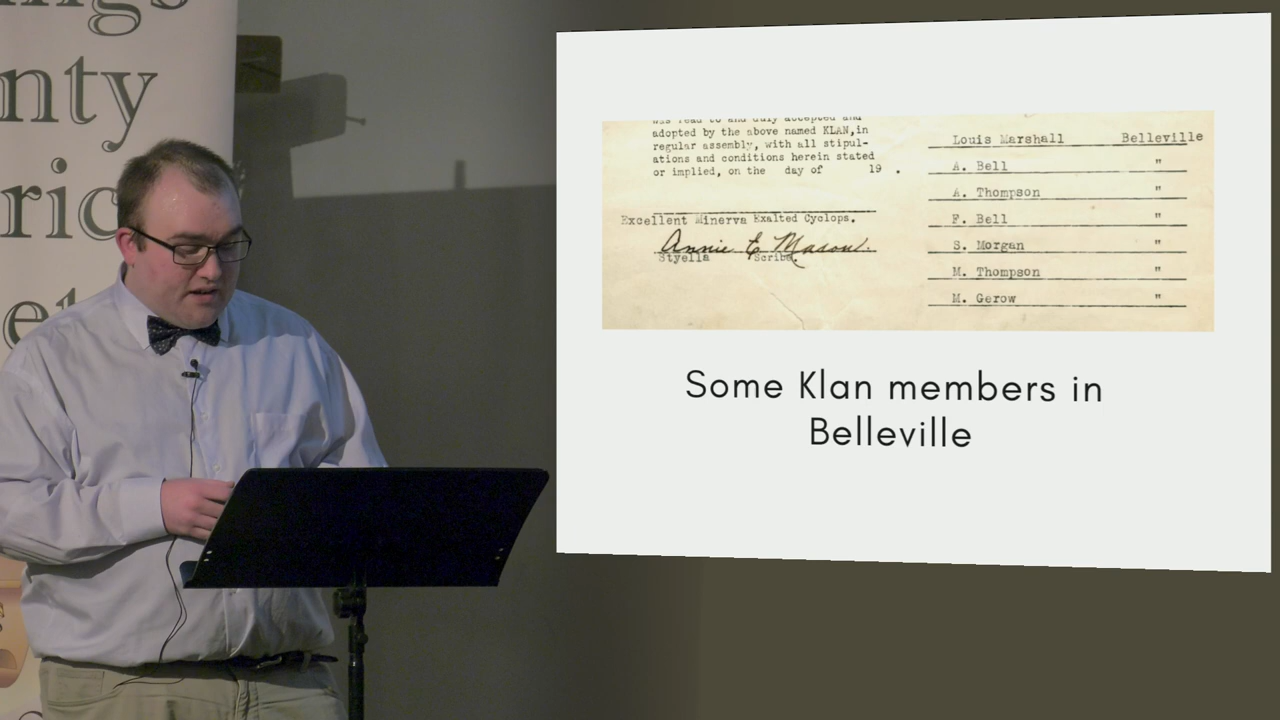 nty
ric
was read to and duly accepted and
adopted by the above named KLAN,in
regular assembly, with all stipul-
ations and conditions herein stated
or implied, on the day of 19 .
Excellent Minerva Exalted Cyclops.
Annie E Mason.
Styella Scribe.
Louis Marshall Belleville
A. Bell "
A. Thompson "
F. Bell "
S. Morgan "
M. Thompson "
M. Gerow "
Some Klan members in
Belleville